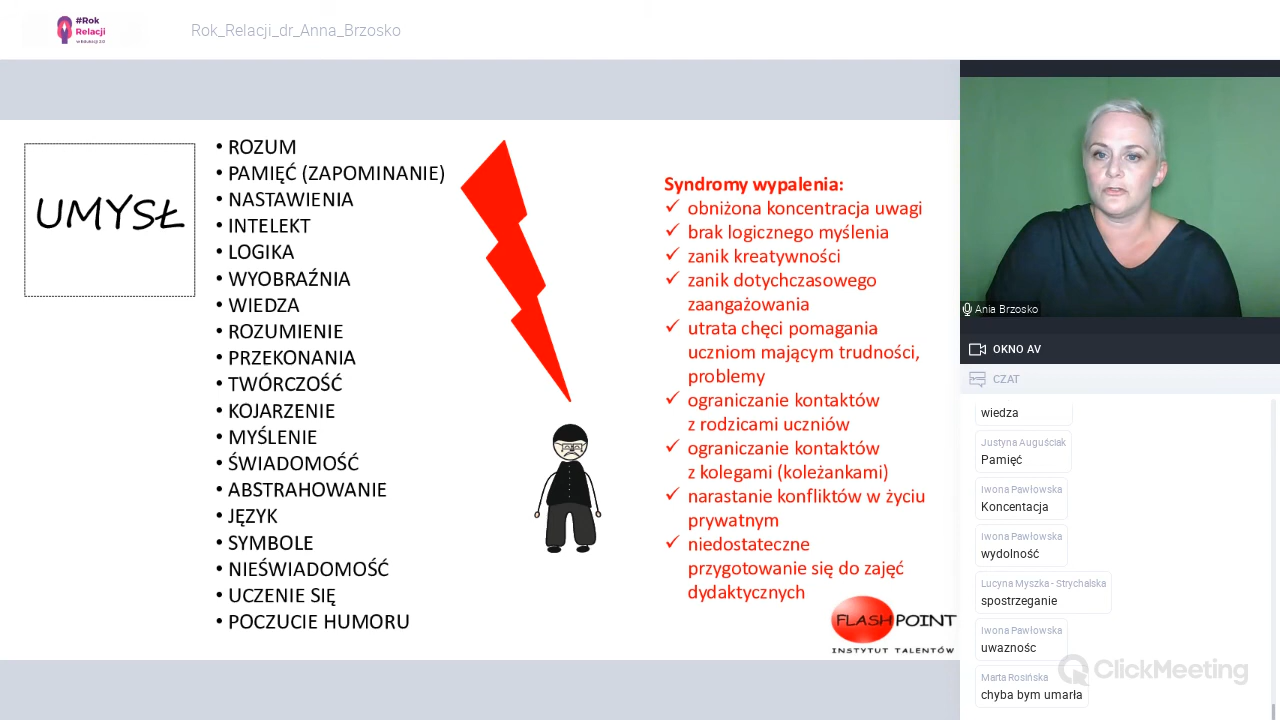 #Rok
Relacji
w Edukacji 2.0
Rok_Relacji_dr_Anna_Brzosko
UMYSŁ
• ROZUM
• PAMIĘĆ (ZAPOMINANIE)
• NASTAWIENIA
• INTELEKT
• LOGIKA
• WYOBRAŹNIA
• WIEDZA
• ROZUMIENIE
• PRZEKONANIA
• TWÓRCZOŚĆ
• KOJARZENIE
• MYŚLENIE
• ŚWIADOMOŚĆ
• ABSTRAHOWANIE
• JĘZYK
• SYMBOLE
• NIEŚWIADOMOŚĆ
• UCZENIE SIĘ
• POCZUCIE HUMORU
Syndromy wypalenia:
✓ obniżona koncentracja uwagi
✓ brak logicznego myślenia
✓ zanik kreatywności
✓ zanik dotychczasowego
zaangażowania
✓ utrata chęci pomagania
uczniom mającym trudności,
problemy
✓ ograniczanie kontaktów
z rodzicami uczniów
✓ ograniczanie kontaktów
z kolegami (koleżankami)
✓ narastanie konfliktów w życiu
prywatnym
✓ niedostateczne
przygotowanie się do zajęć
dydaktycznych
FLASHPOINT
INSTYTUT TALENTÓW
Ania Brzosko
OKNO AV
CZAT
wiedza
Justyna Auguściak
Pamięć
Iwona Pawłowska
Koncentacja
Iwona Pawłowska
wydolność
Lucyna Myszka - Strychalska
spostrzeganie
Iwona Pawłowska
uwaznośc
Marta Rosińska
chyba bym umarła
ClickMeeting